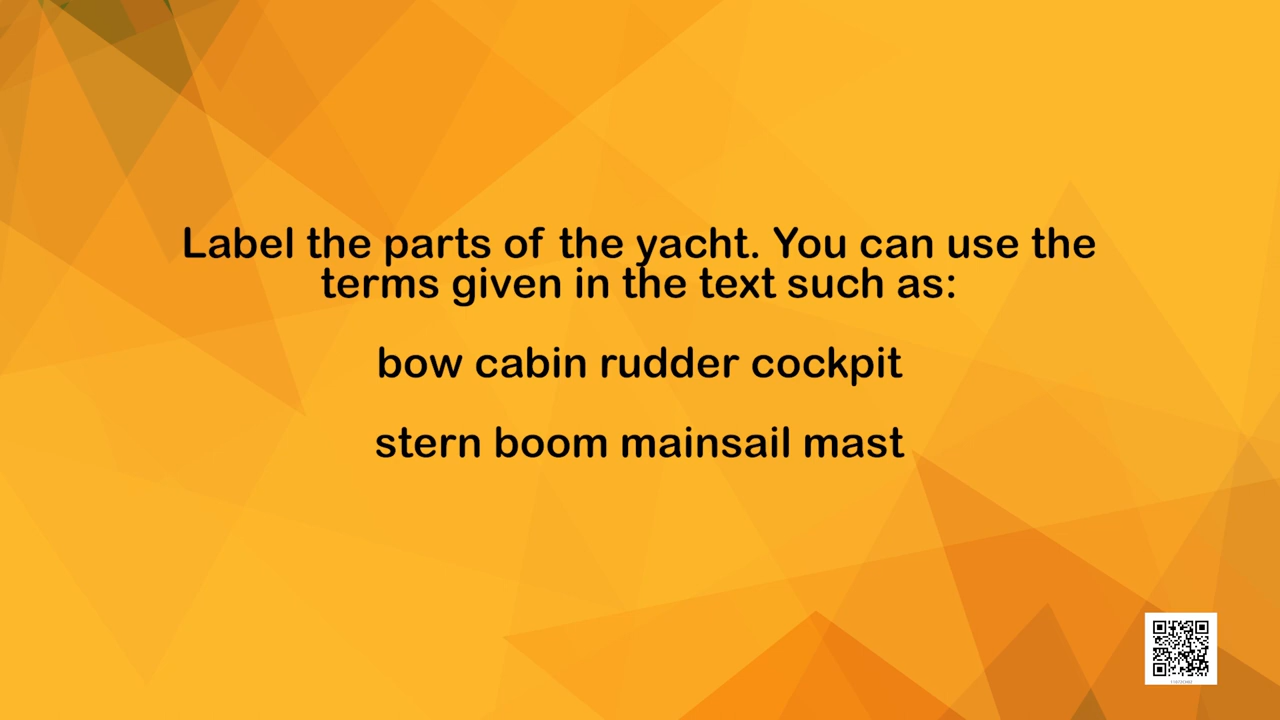 Label the parts of the yacht. You can use the
terms given in the text such as:
bow cabin rudder cockpit
stern boom mainsail mast